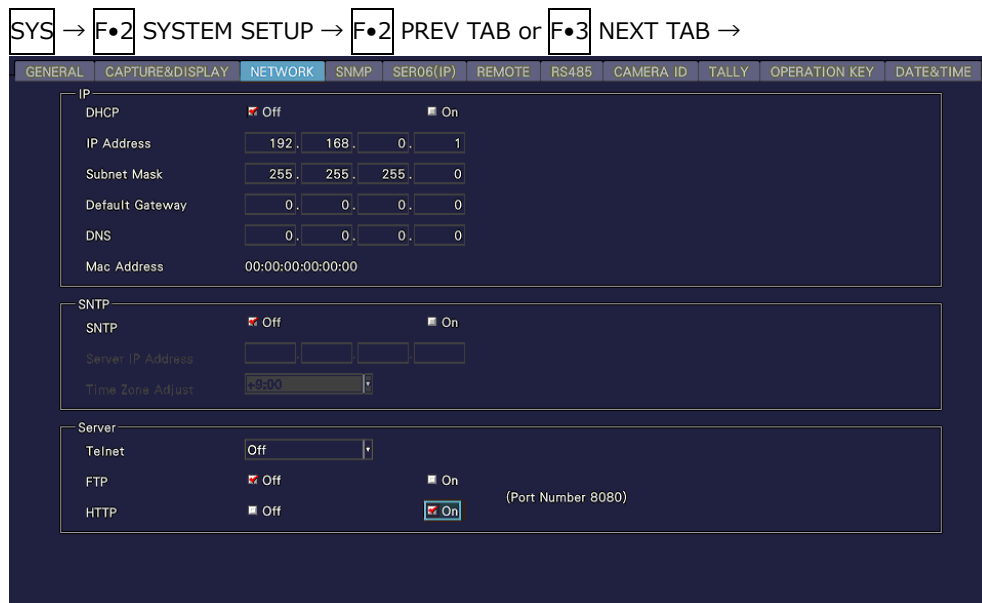 SYS → F•2 SYSTEM SETUP → F•2 PREV TAB or F•3 NEXT TAB →
GENERAL CAPTURE&DISPLAY NETWORK SNMP SER06(IP) REMOTE RS485 CAMERA ID TALLY OPERATION KEY DATE&TIME
IP
DHCP Off On
IP Address 192. 168. 0. 1
Subnet Mask 255. 255. 255. 0
Default Gateway 0. 0. 0. 0
DNS 0. 0. 0. 0
Mac Address 00:00:00:00:00:00
SNTP
SNTP Off On
Server IP Address . . .
Time Zone Adjust +9:00
Server
Telnet Off
FTP Off On
(Port Number 8080)
HTTP Off On